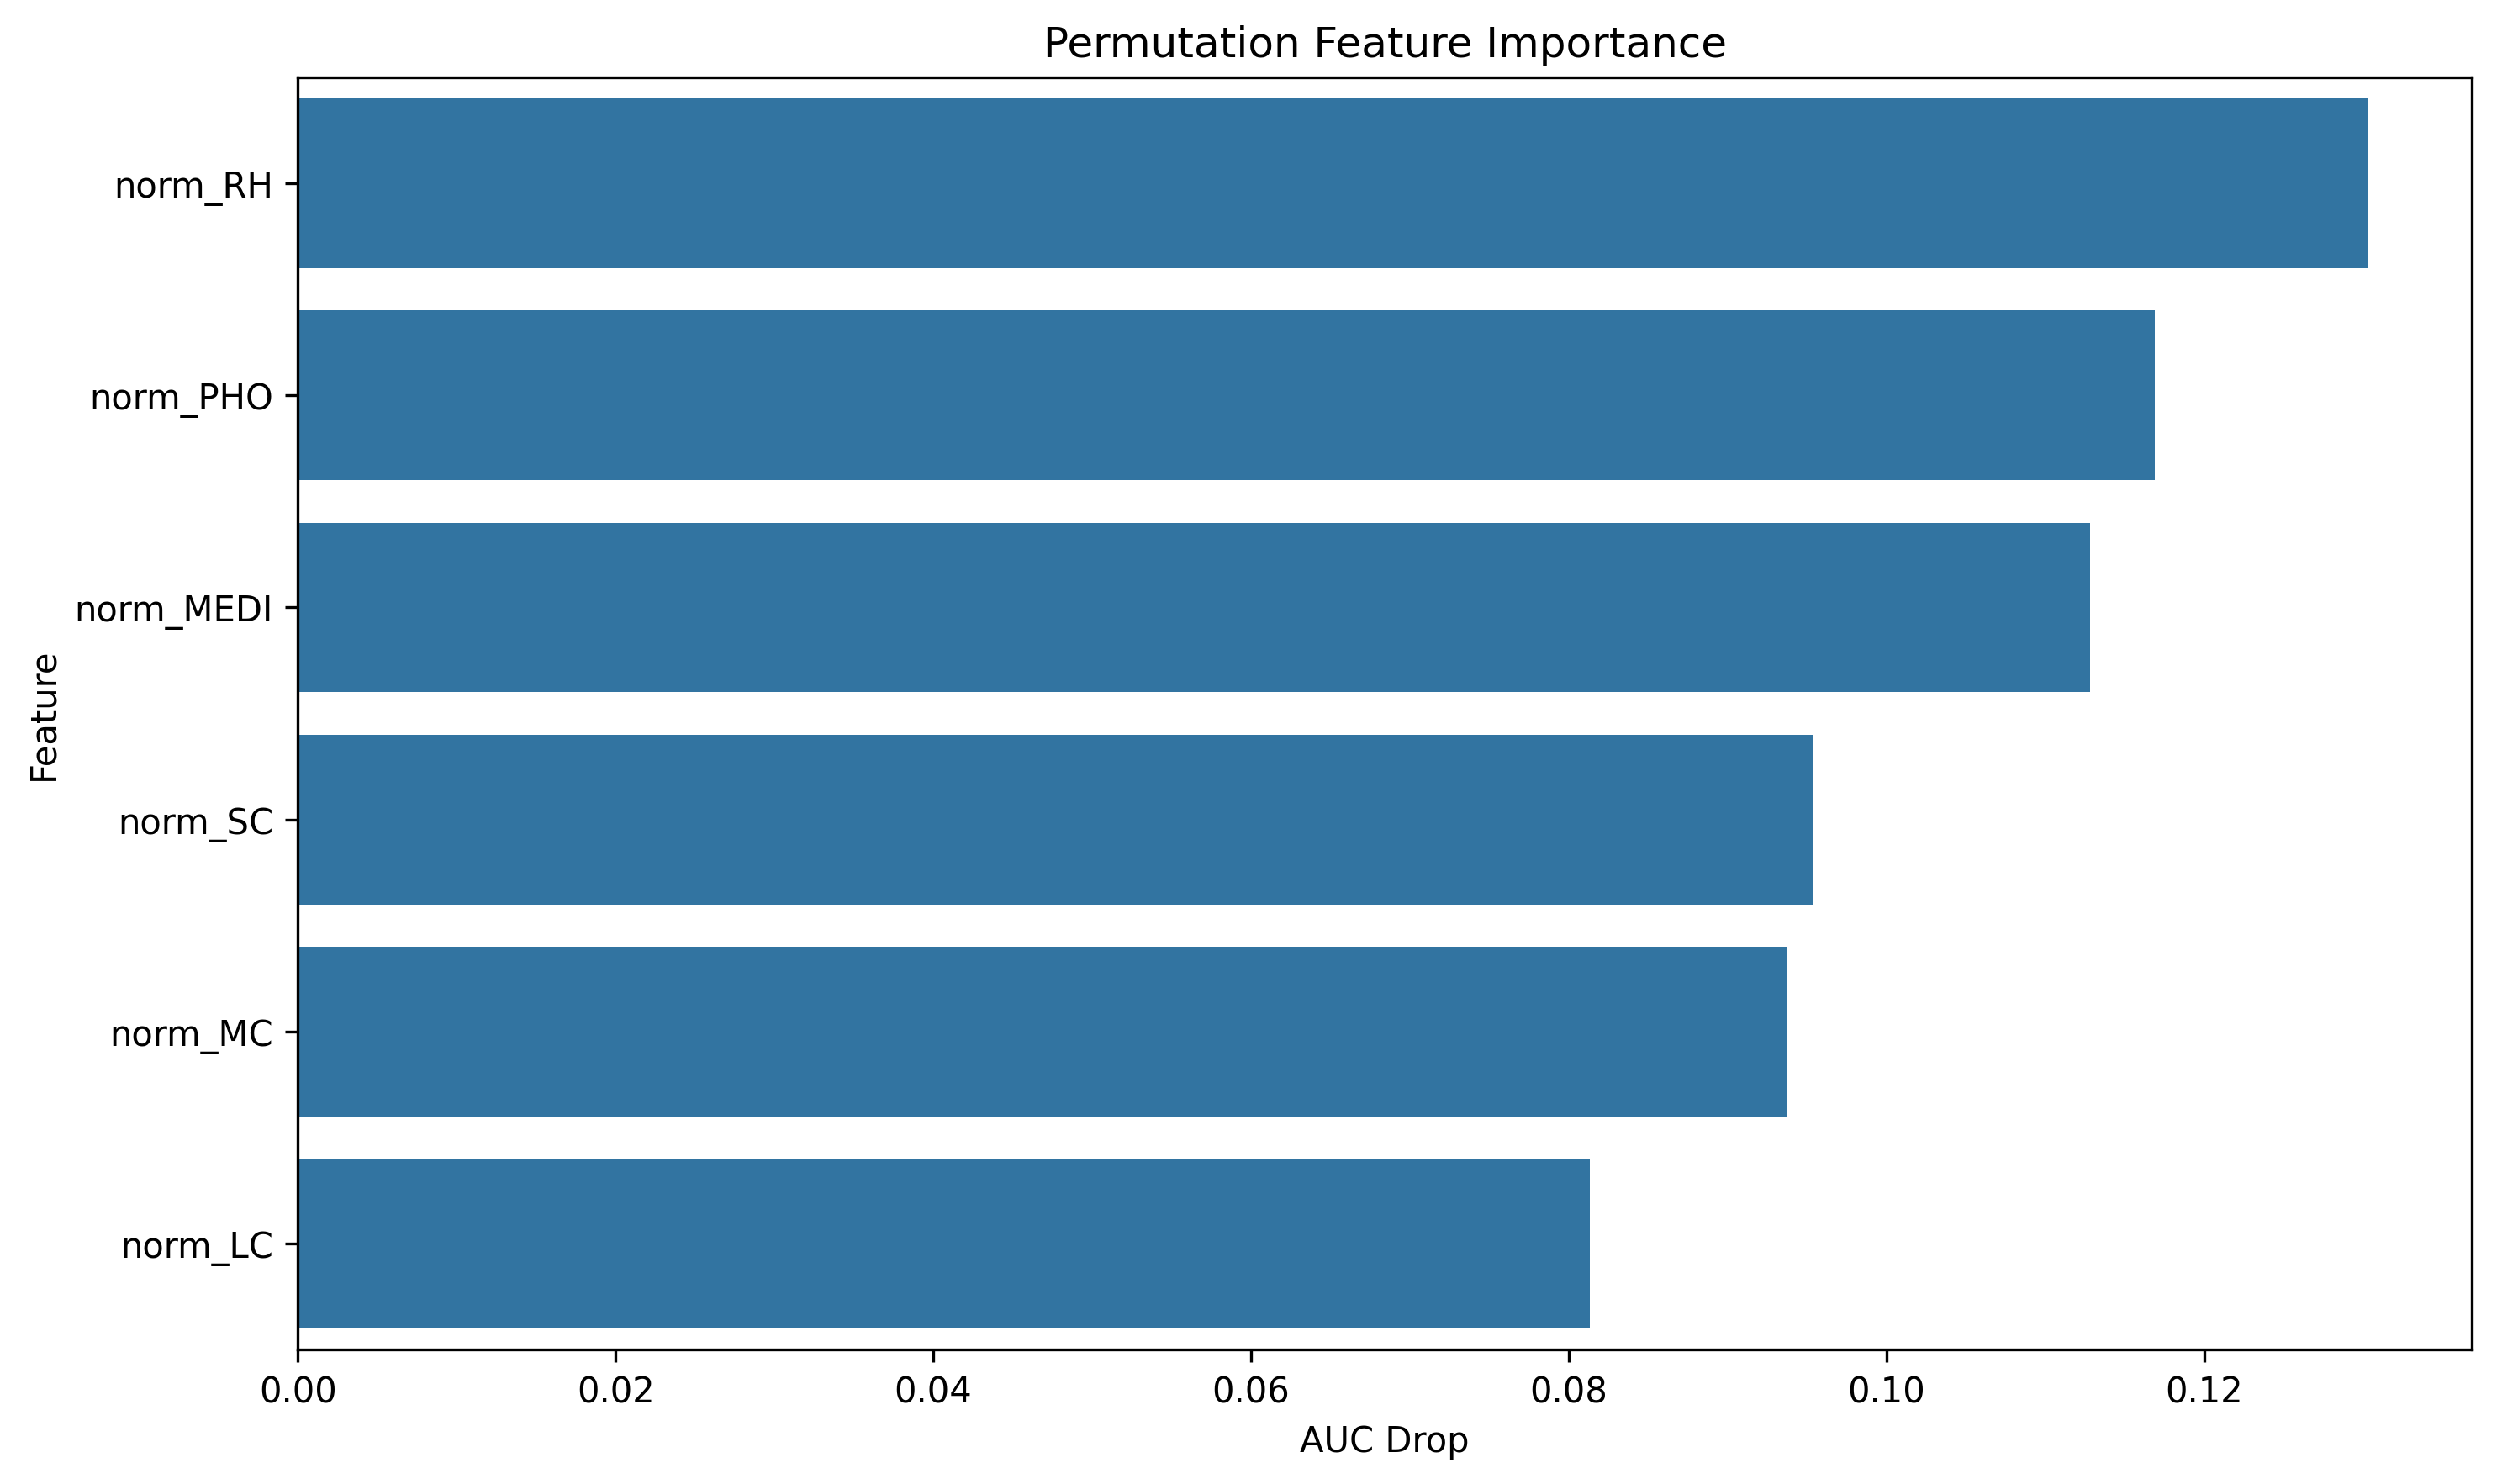 Permutation Feature Importance
norm_RH
norm_PHO
norm_MEDI
norm_SC
norm_MC
norm_LC
Feature
0.00 0.02 0.04 0.06 0.08 0.10 0.12
AUC Drop